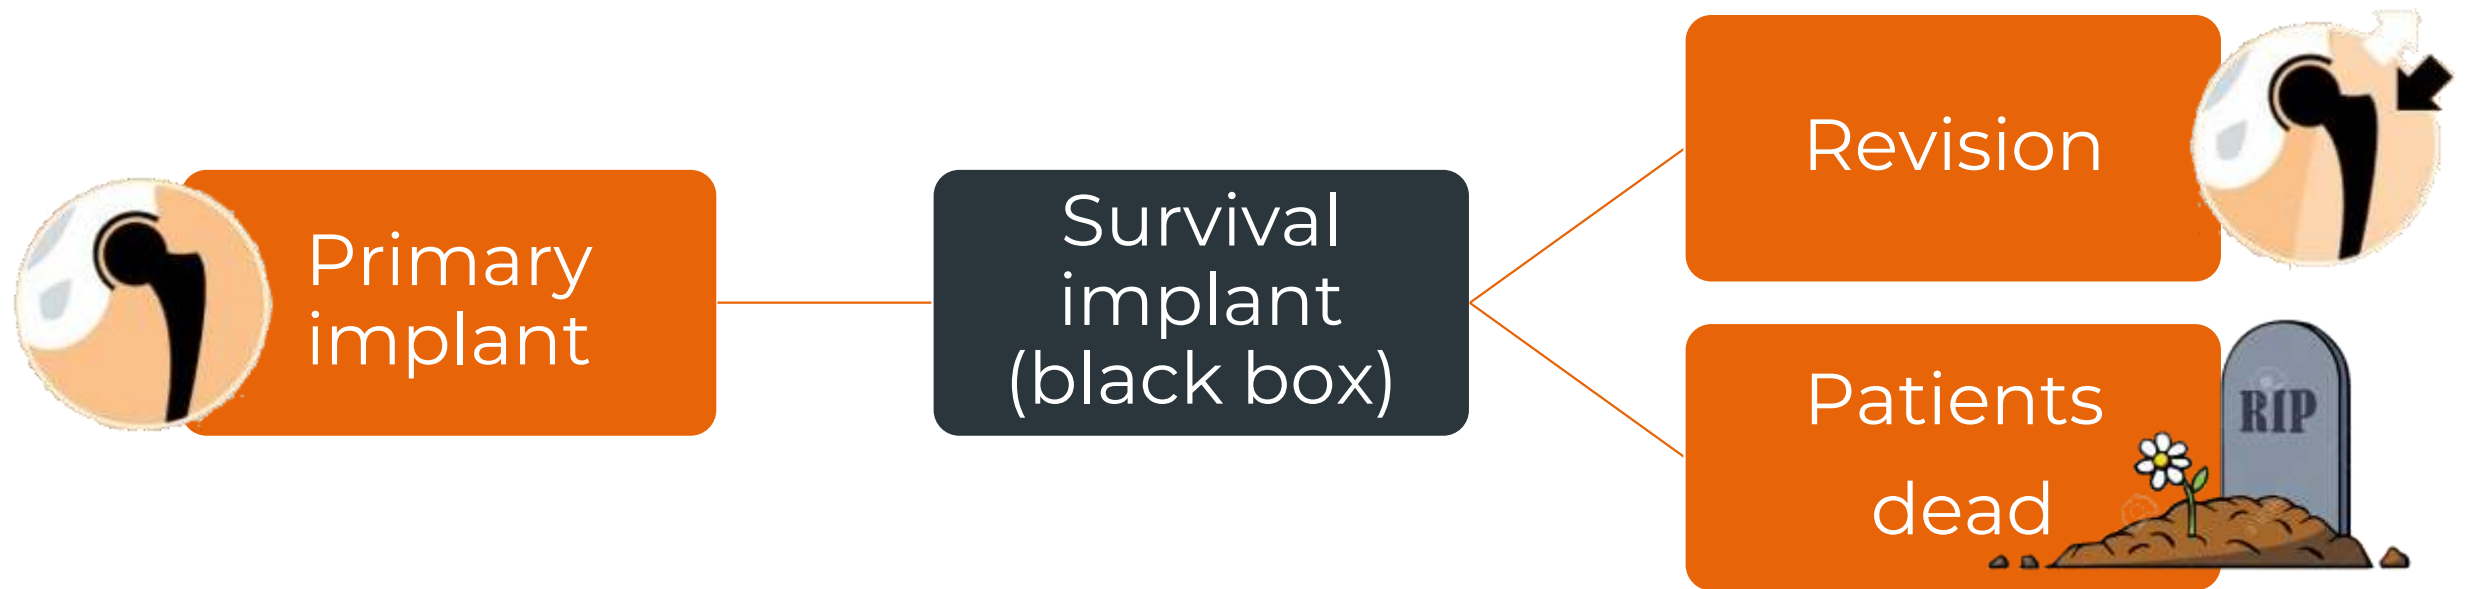 Primary
implant
Survival
implant
(black box)
Revision
Patients
dead
RIP